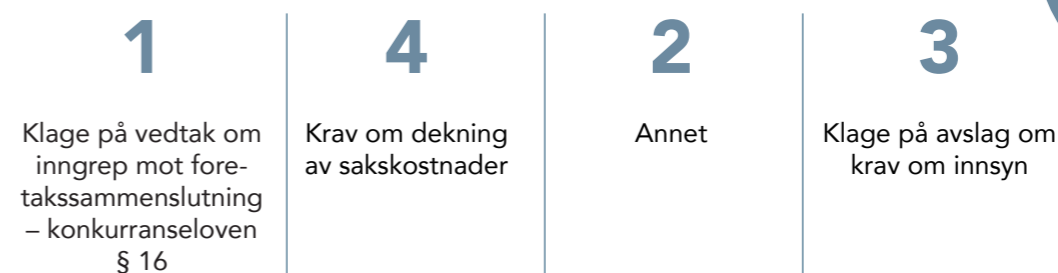 1
Klage på vedtak om
inngrep mot fore-
takssammenslutning
– konkurranseloven
§ 16
4
Krav om dekning
av sakskostnader
2
Annet
3
Klage på avslag om
krav om innsyn